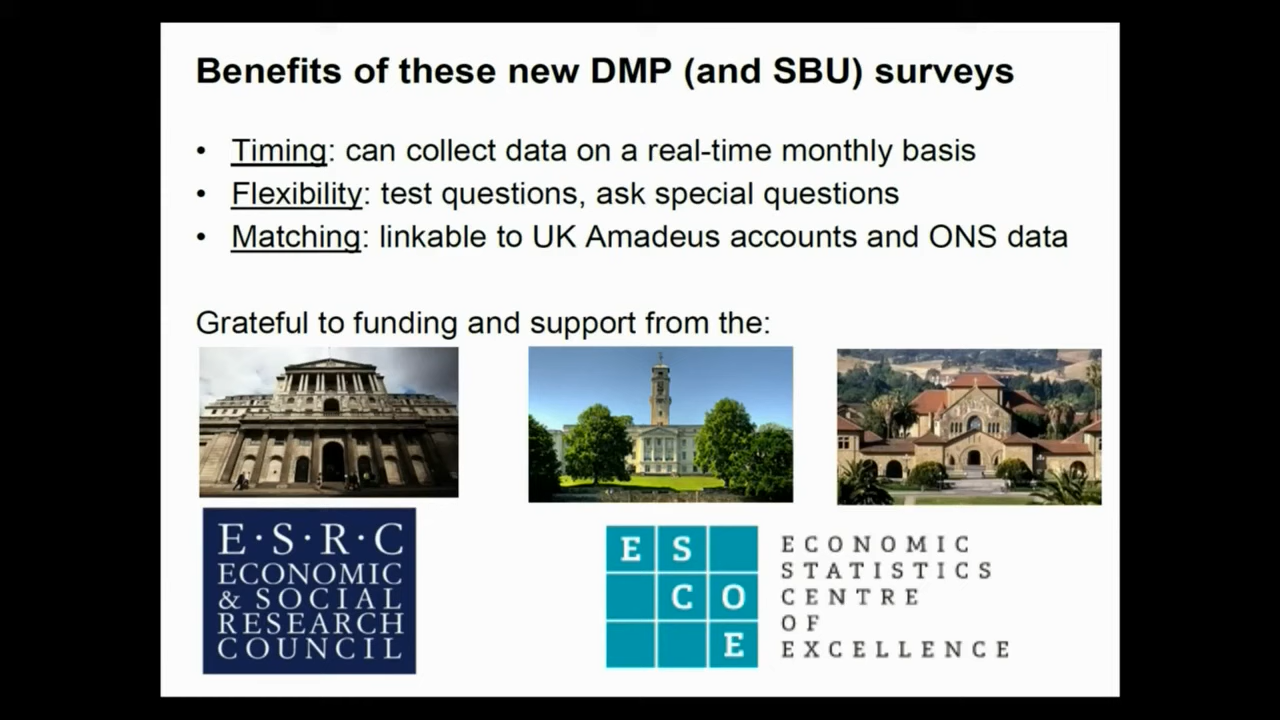 Benefits of these new DMP (and SBU) surveys
• Timing: can collect data on a real-time monthly basis
• Flexibility: test questions, ask special questions
• Matching: linkable to UK Amadeus accounts and ONS data
Grateful to funding and support from the:
E·S·R·C
ECONOMIC
& SOCIAL
RESEARCH
COUNCIL
E S
C O
E
ECONOMIC
STATISTICS
CENTRE
OF
EXCELLENCE